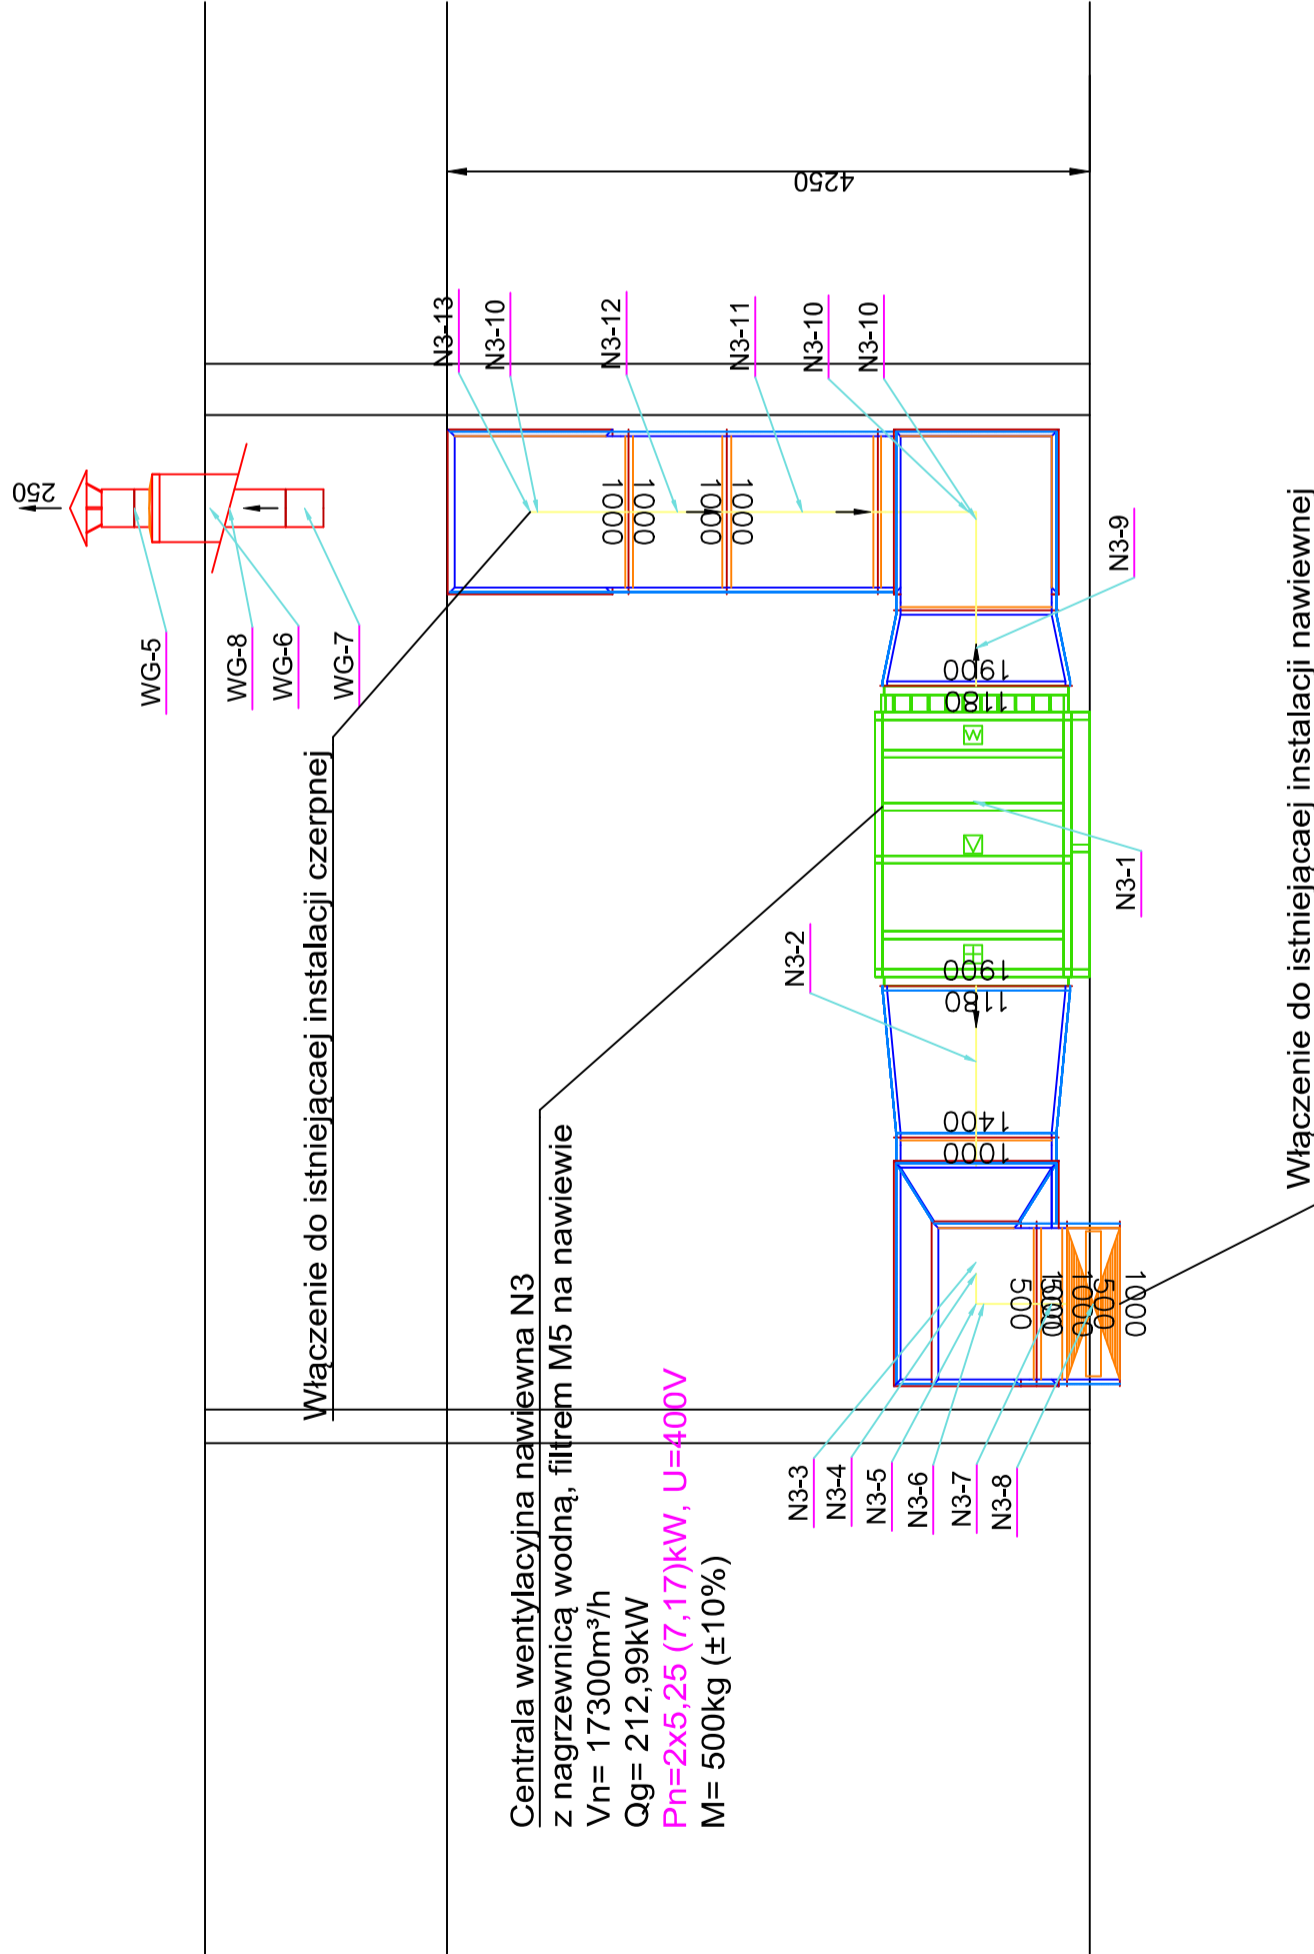 250
WG-5
WG-8
WG-6
WG-7
Włączenie do istniejącaej instalacji czerpnej
4250
N3-13
N3-10
N3-12
N3-11
N3-10
N3-10
1000
1000
1000
1000
N3-9
1900
1180
N3-1
N3-2
1900
1180
1400
1000
Centrala wentylacyjna nawiewna N3
z nagrzewnicą wodną, filtrem M5 na nawiewie
Vn= 17300m³/h
Qg= 212,99kW
Pn=2x5,25 (7,17)kW, U=400V
M= 500kg (±10%)
500
1000
500
1000
N3-3
N3-4
N3-5
N3-6
N3-7
N3-8
Włączenie do istniejącaej instalacji nawiewnej